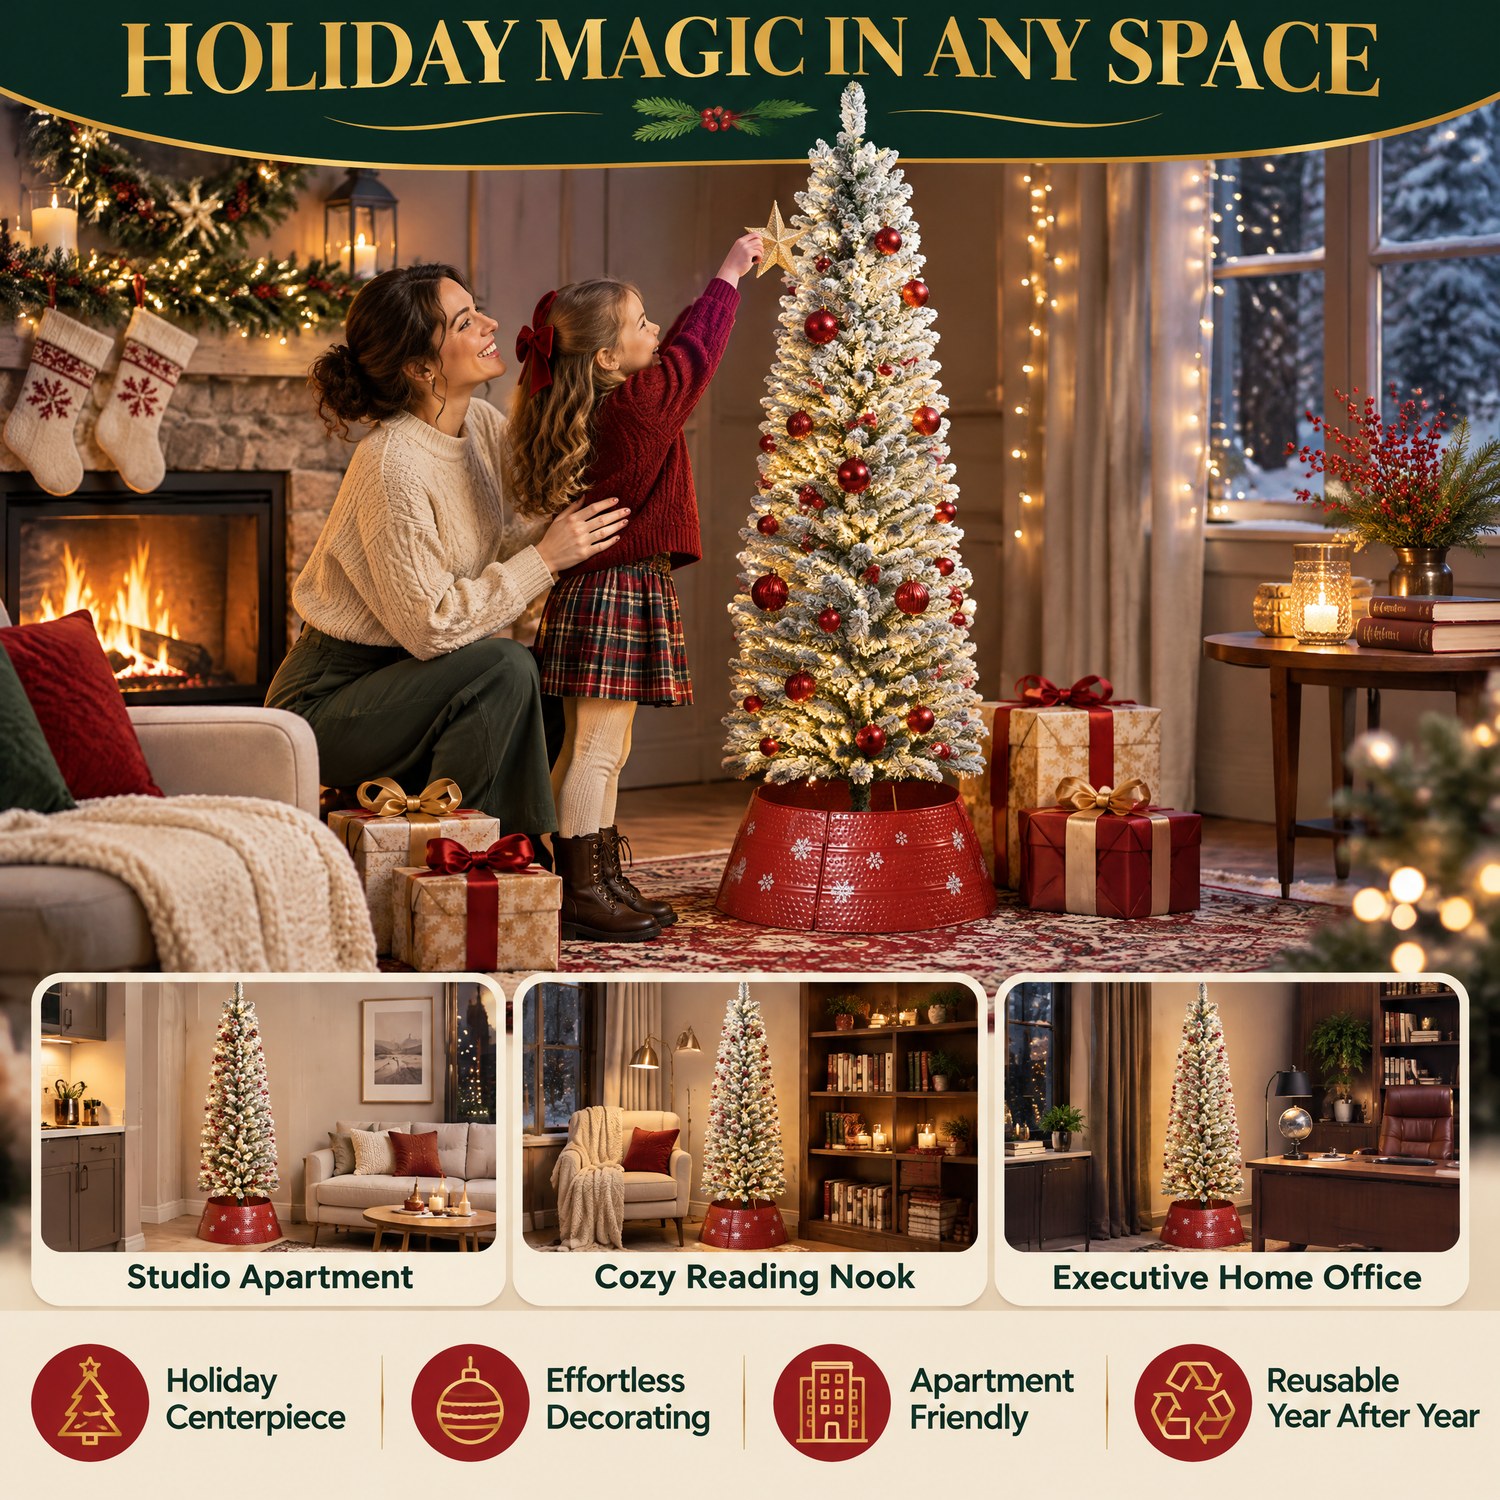 HOLIDAY MAGIC IN ANY SPACE
Studio Apartment
Cozy Reading Nook
Executive Home Office
Holiday
Centerpiece
Effortless
Decorating
Apartment
Friendly
Reusable
Year After Year